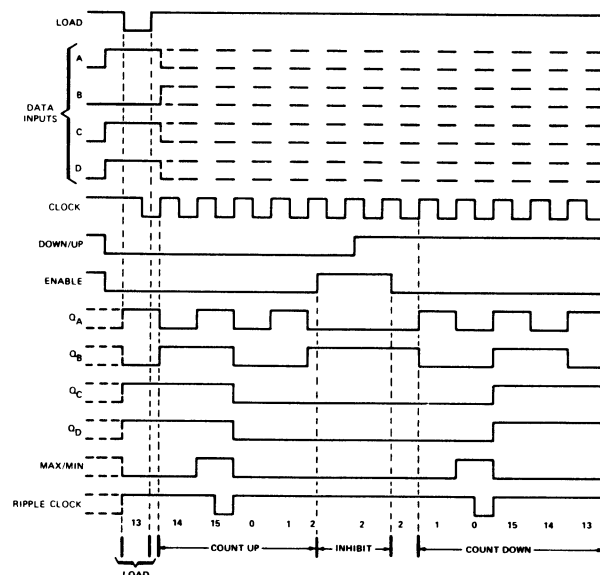 LOAD
A
B
DATA
INPUTS
C
D
CLOCK
DOWN/UP
ENABLE
QA
QB
QC
QD
MAX/MIN
RIPPLE CLOCK
13 14 15 0 1 2 2 2 1 0 15 14 13
COUNT UP INHIBIT COUNT DOWN
LOAD